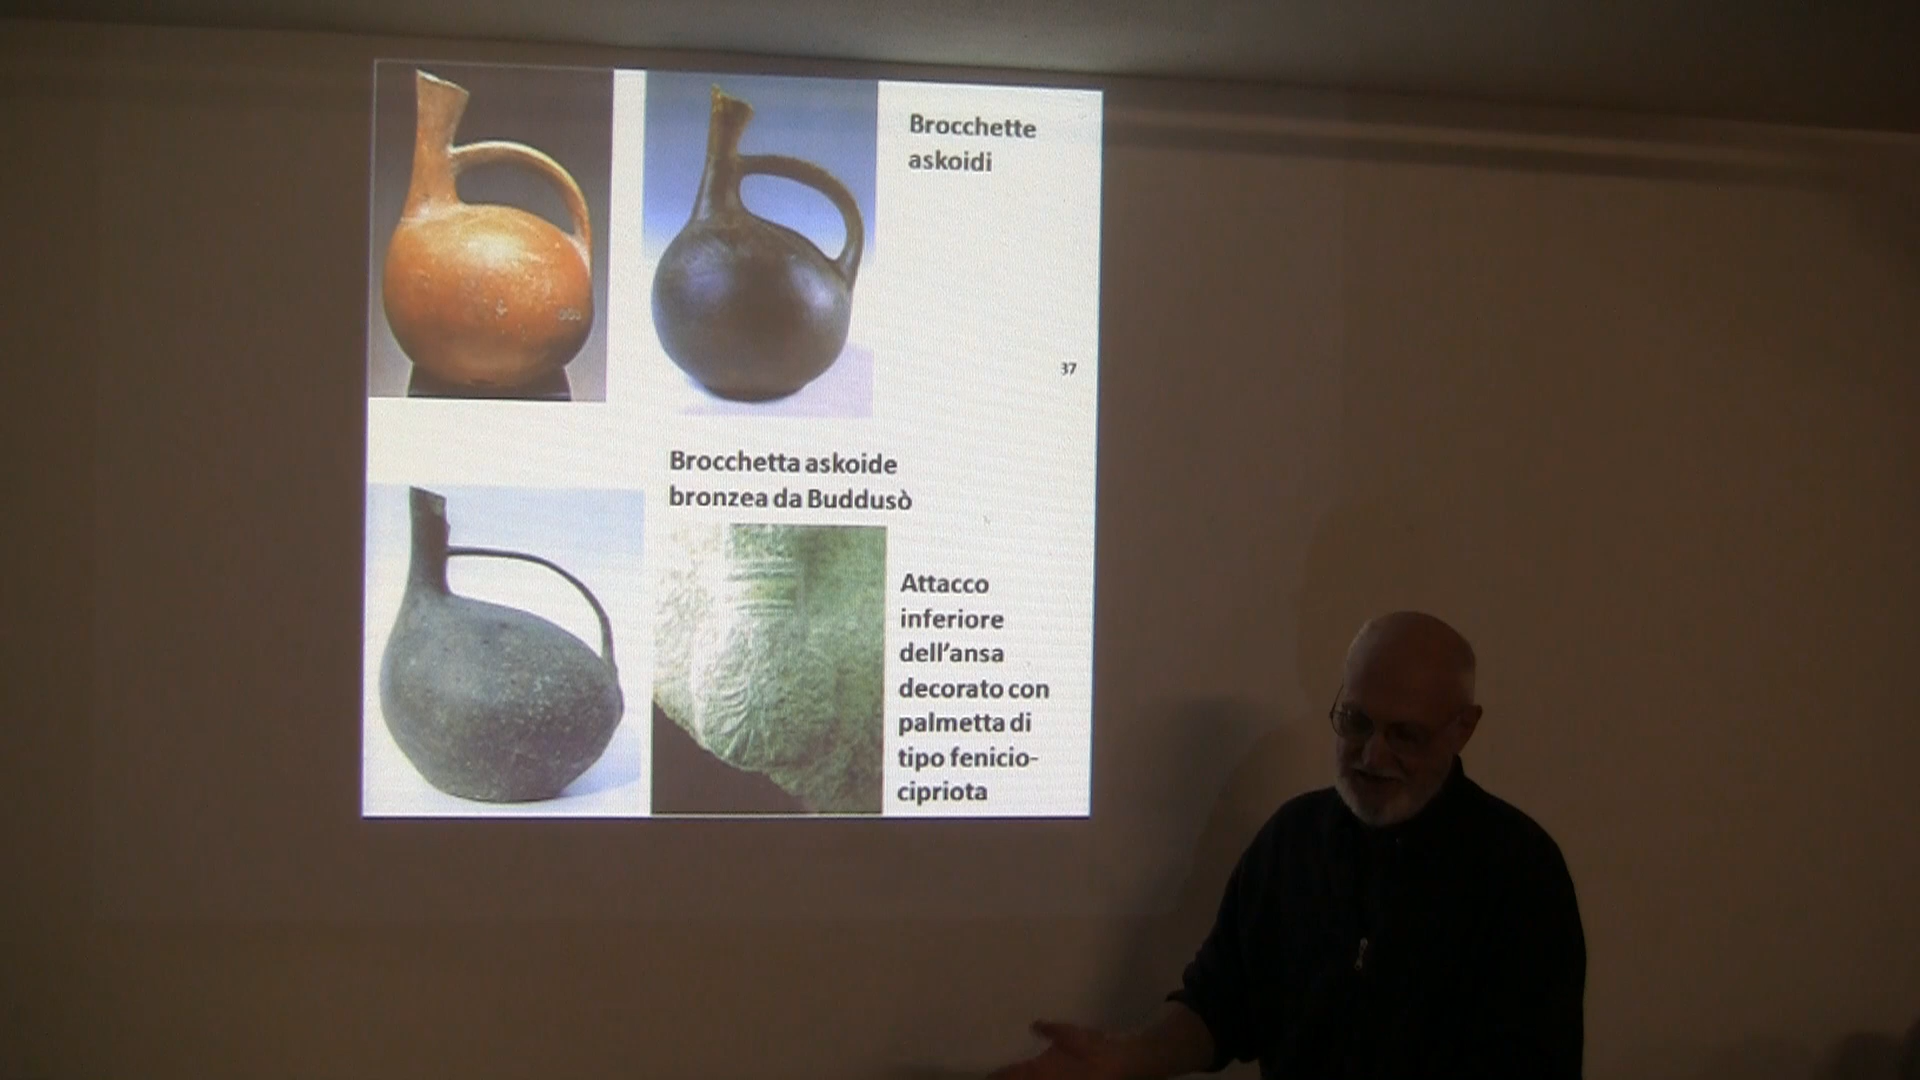 Brocchette
askoidi
37
Brocchetta askoide
bronzea da Buddusò
Attacco
inferiore
dell'ansa
decorato con
palmetta di
tipo fenicio-
cipriota